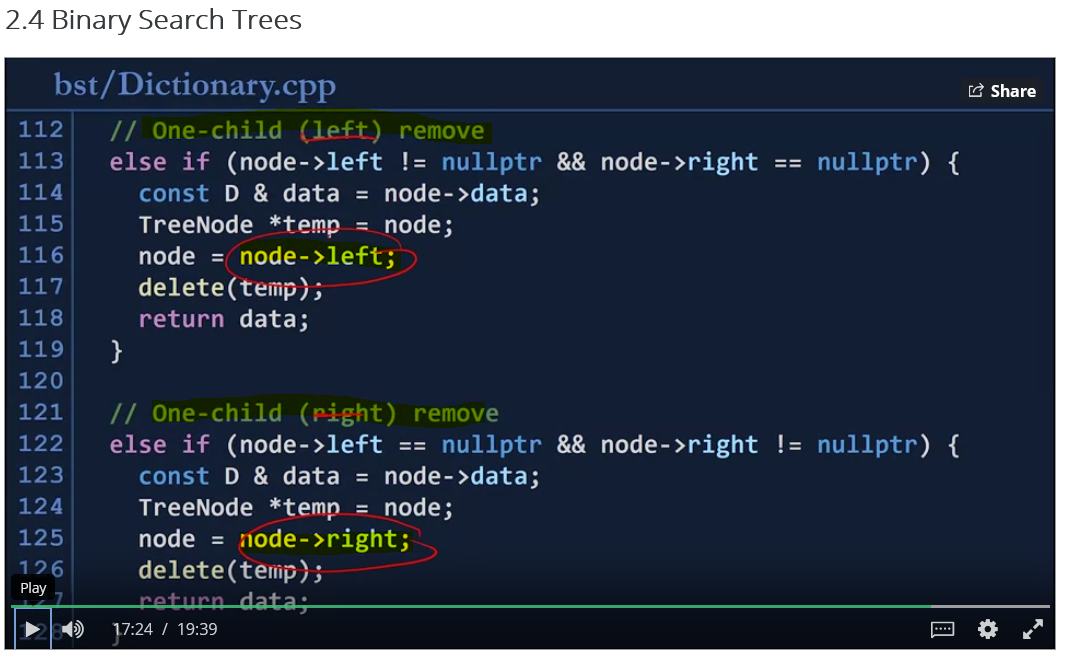 2.4 Binary Search Trees
bst/Dictionary.cpp
Share
112 // One-child (left) remove
113 else if (node->left != nullptr && node->right == nullptr) {
114 const D & data = node->data;
115 TreeNode *temp = node;
116 node = node->left;
117 delete(temp);
118 return data;
119 }
120
121 // One-child (right) remove
122 else if (node->left == nullptr && node->right != nullptr) {
123 const D & data = node->data;
124 TreeNode *temp = node;
125 node = node->right;
126 delete(temp);
Play
127 return data;
128 }
17:24 / 19:39